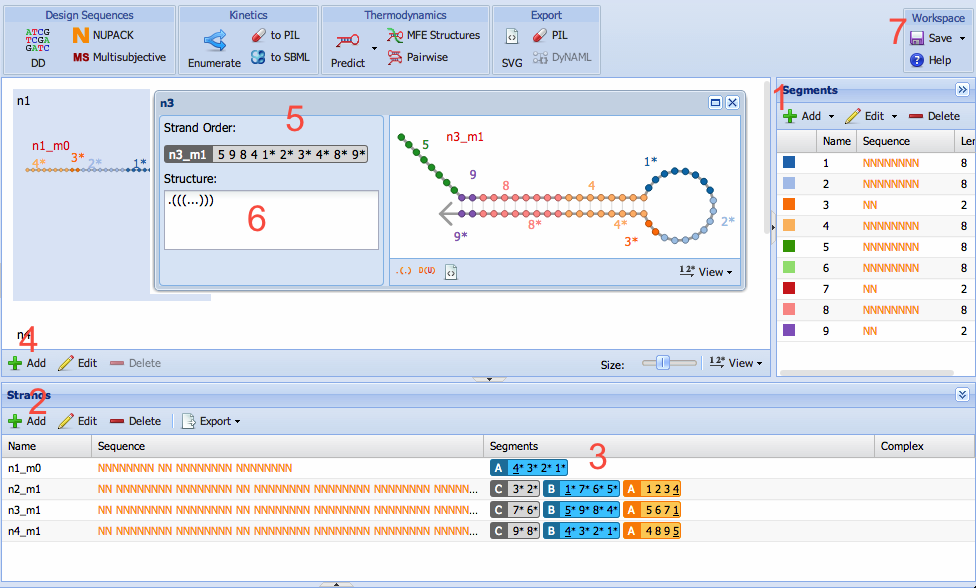 Design Sequences
ATCG
TCGA
GATC
DD
NUPACK
MS Multisubjective
Kinetics
Enumerate
to PIL
to SBML
Thermodynamics
Predict
MFE Structures
Pairwise
Export
SVG
PIL
DyNAML
7
Workspace
Save
Help
n1
n1_m0
4* 3* 2* 1*
n3
Strand Order:
5
n3_m1 5 9 8 4 1* 2* 3* 4* 8* 9*
Structure:
.(((...)))
6
n3_m1
5
9
8
4
1*
2*
3*
4*
8*
9*
.(.) D(U)
12* View
n4
4
Add Edit Delete
Size:
12* View
1
Segments
Add Edit Delete
Name Sequence Len
1 NNNNNNNN 8
2 NNNNNNNN 8
3 NN 2
4 NNNNNNNN 8
5 NNNNNNNN 8
6 NNNNNNNN 8
7 NN 2
8 NNNNNNNN 8
9 NN 2
Strands
2
Add Edit Delete Export
Name Sequence Segments Complex
3
n1_m0 NNNNNNNN NN NNNNNNNN NNNNNNNN A 4* 3* 2* 1*
n2_m1 NN NNNNNNNN NNNNNNNN NN NNNNNNNN NNNNNNNN NNNNNNNN NNNNN... C 3* 2* B 1* 7* 6* 5* A 1 2 3 4
n3_m1 NN NNNNNNNN NNNNNNNN NN NNNNNNNN NNNNNNNN NNNNNNNN NNNNN... C 7* 6* B 5* 9* 8* 4* A 5 6 7 1
n4_m1 NN NNNNNNNN NNNNNNNN NN NNNNNNNN NNNNNNNN NNNNNNNN NNNNN... C 9* 8* B 4* 3* 2* 1* A 4 8 9 5